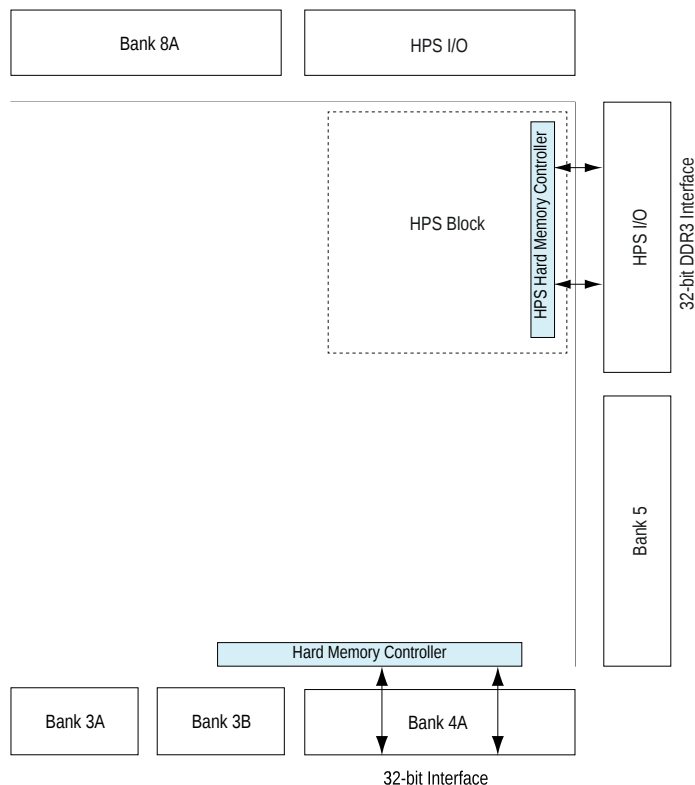 Bank 8A
HPS I/O
HPS Block
HPS Hard Memory Controller
HPS I/O
32-bit DDR3 Interface
Bank 5
Hard Memory Controller
Bank 3A
Bank 3B
Bank 4A
32-bit Interface